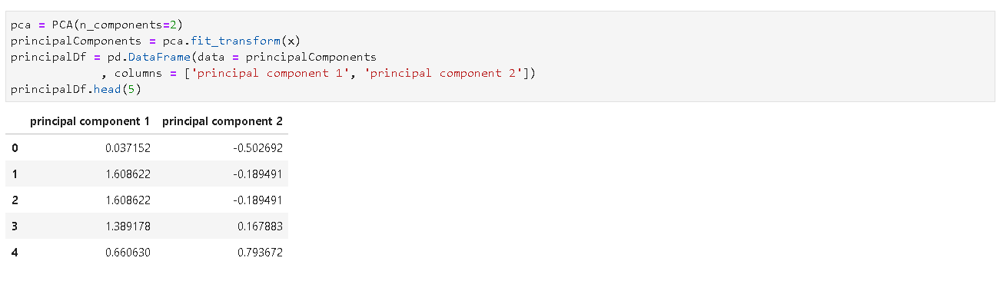 pca = PCA(n_components=2)
principalComponents = pca.fit_transform(x)
principalDf = pd.DataFrame(data = principalComponents
, columns = ['principal component 1', 'principal component 2'])
principalDf.head(5)
principal component 1 principal component 2
0 0.037152 -0.502692
1 1.608622 -0.189491
2 1.608622 -0.189491
3 1.389178 0.167883
4 0.660630 0.793672